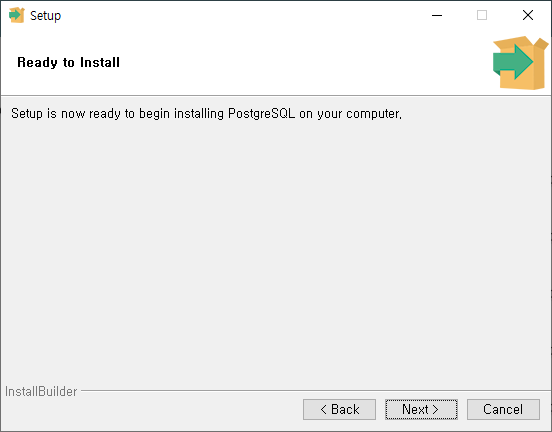 Setup
Ready to Install
Setup is now ready to begin installing PostgreSQL on your computer.
InstallBuilder
< Back
Next >
Cancel